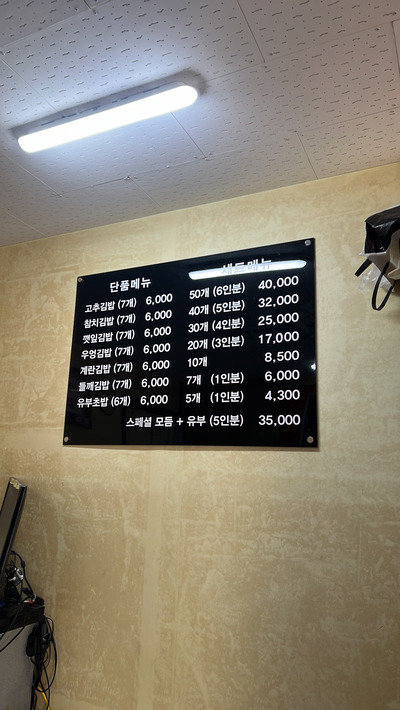 단품메뉴
고추김밥 (7개) 6,000
참치김밥 (7개) 6,000
깻잎김밥 (7개) 6,000
우엉김밥 (7개) 6,000
계란김밥 (7개) 6,000
들깨김밥 (7개) 6,000
유부초밥 (6개) 6,000
세트메뉴
50개 (6인분) 40,000
40개 (5인분) 32,000
30개 (4인분) 25,000
20개 (3인분) 17,000
10개 8,500
7개 (1인분) 6,000
5개 (1인분) 4,300
스페셜 모듬 + 유부 (5인분) 35,000